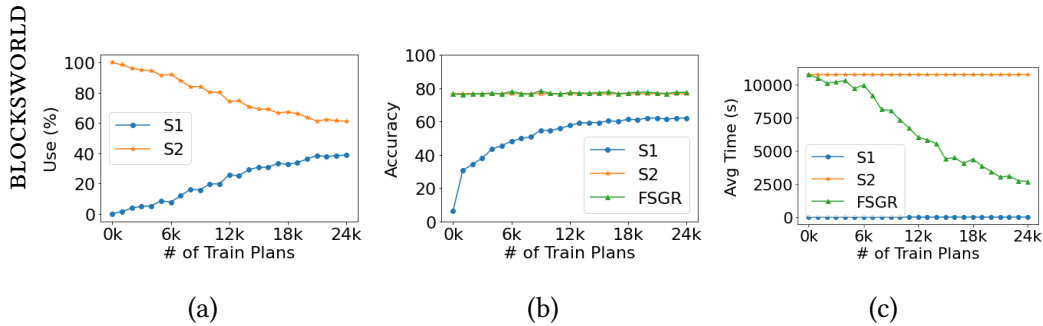 BLOCKSWORLD
Use (%)
100
80
60
40
20
0
S1
S2
0k 6k 12k 18k 24k
# of Train Plans
(a)
Accuracy
100
80
60
40
20
0
S1
S2
FSGR
0k 6k 12k 18k 24k
# of Train Plans
(b)
Avg Time (s)
10000
7500
5000
2500
0
S1
S2
FSGR
0k 6k 12k 18k 24k
# of Train Plans
(c)